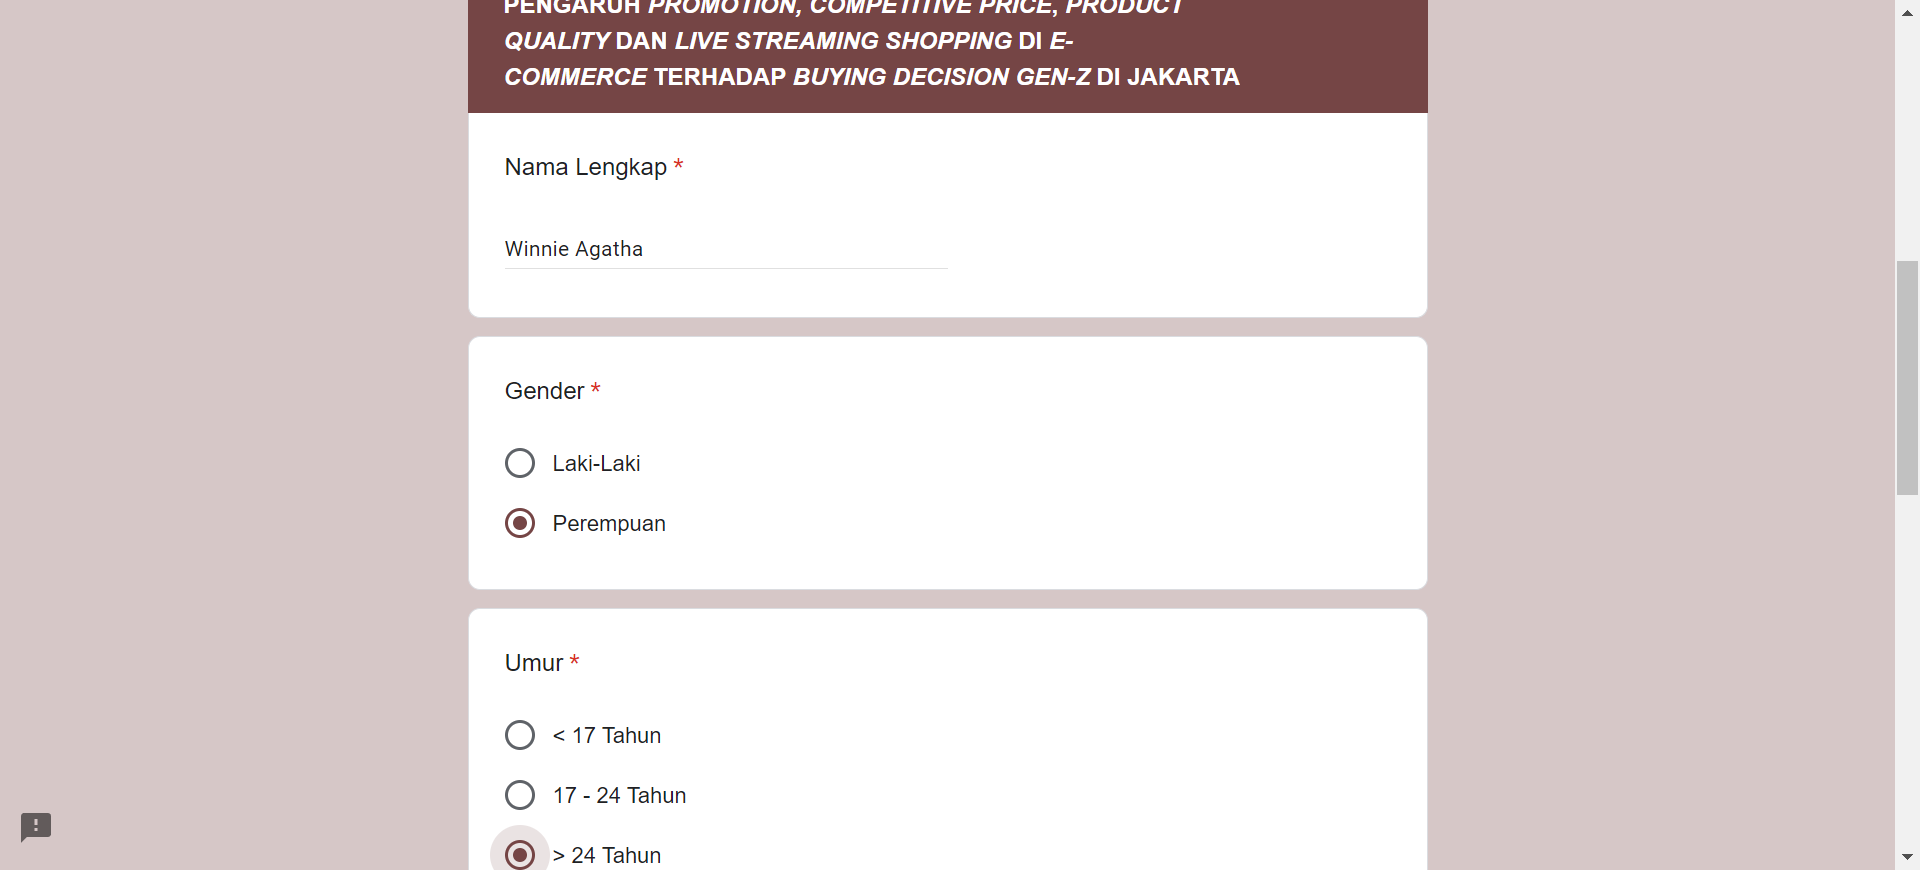 PENGARUH PROMOTION, COMPETITIVE PRICE, PRODUCT
QUALITY DAN LIVE STREAMING SHOPPING DI E-
COMMERCE TERHADAP BUYING DECISION GEN-Z DI JAKARTA
Nama Lengkap *
Winnie Agatha
Gender *
Laki-Laki
Perempuan
Umur *
< 17 Tahun
17 - 24 Tahun
> 24 Tahun